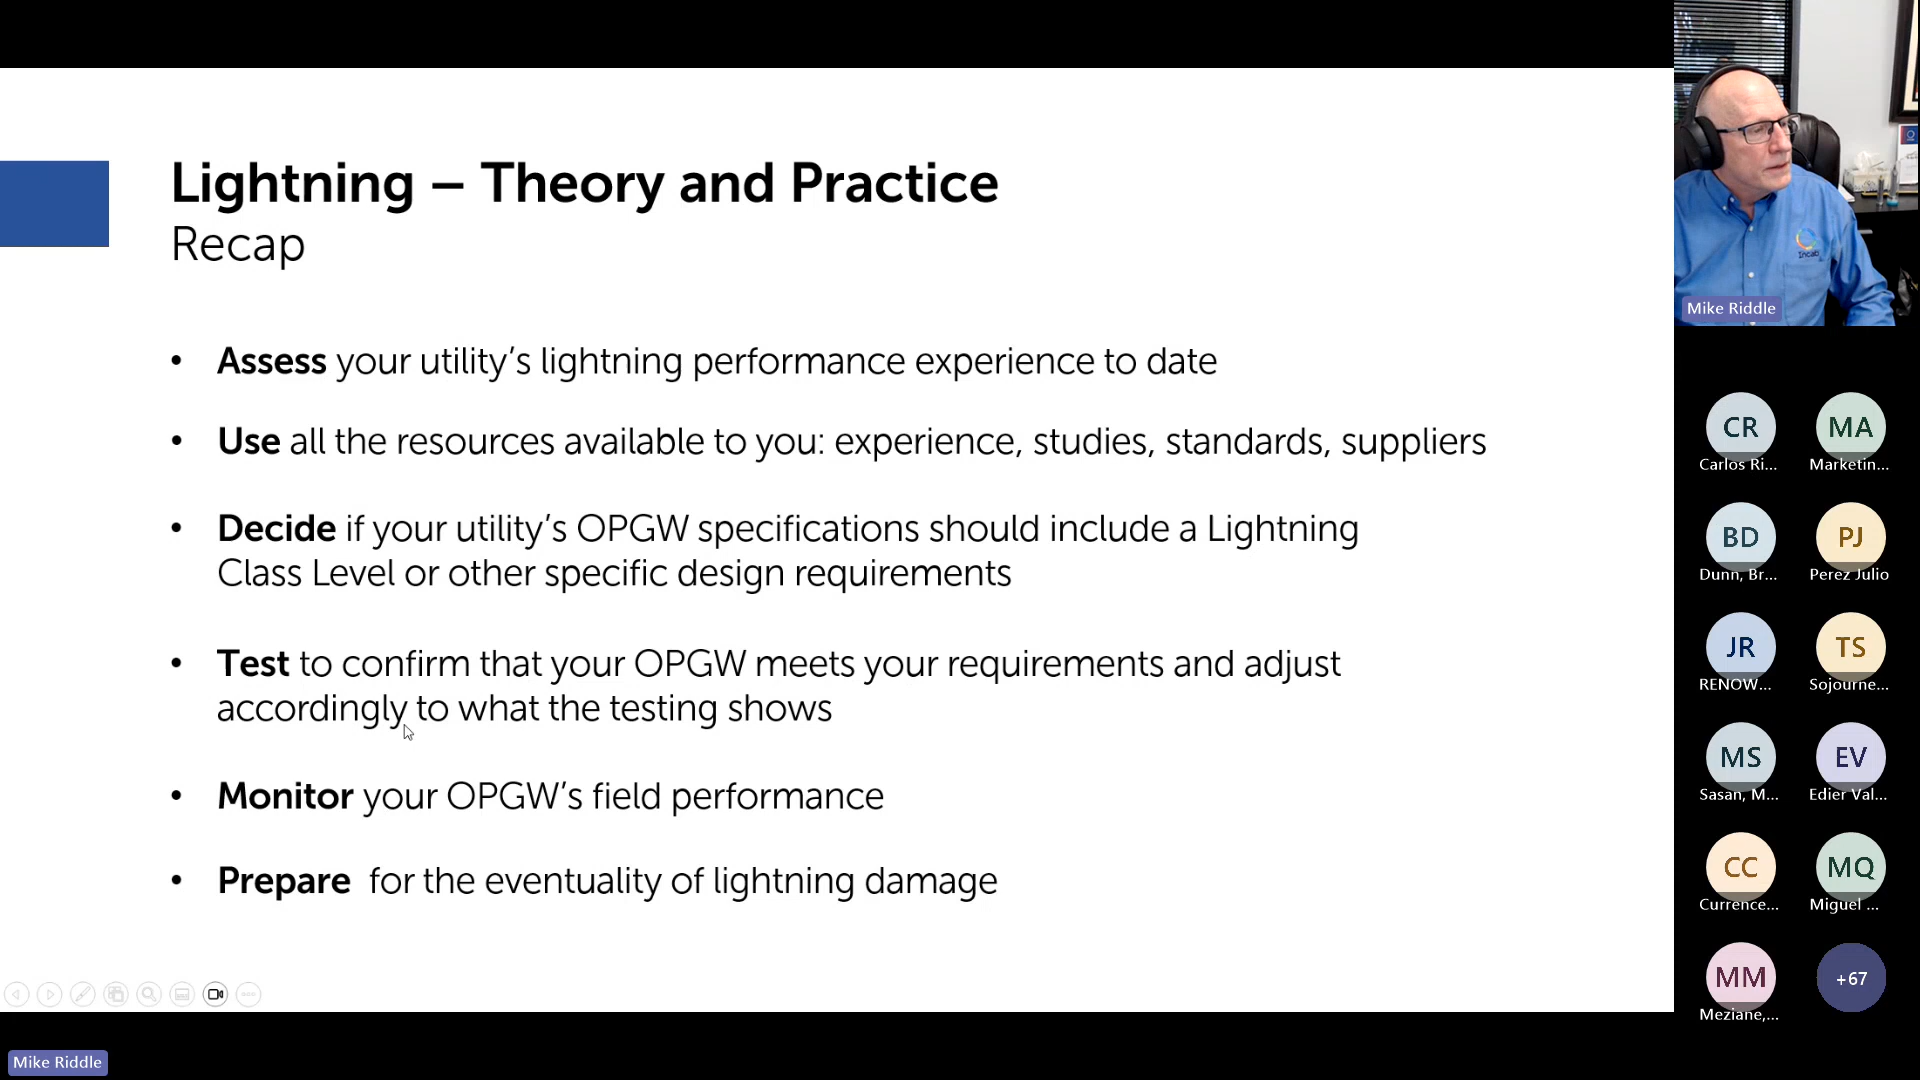 Lightning – Theory and Practice
Recap
• Assess your utility’s lightning performance experience to date
• Use all the resources available to you: experience, studies, standards, suppliers
• Decide if your utility’s OPGW specifications should include a Lightning
Class Level or other specific design requirements
• Test to confirm that your OPGW meets your requirements and adjust
accordingly to what the testing shows
• Monitor your OPGW’s field performance
• Prepare for the eventuality of lightning damage
Mike Riddle
Incab
Mike Riddle
CR
Carlos Ri...
MA
Marketin...
BD
Dunn, Br...
PJ
Perez Julio
JR
RENOW...
TS
Sojourne...
MS
Sasan, M...
EV
Edier Val...
CC
Currence...
MQ
Miguel ...
MM
Meziane,...
+67